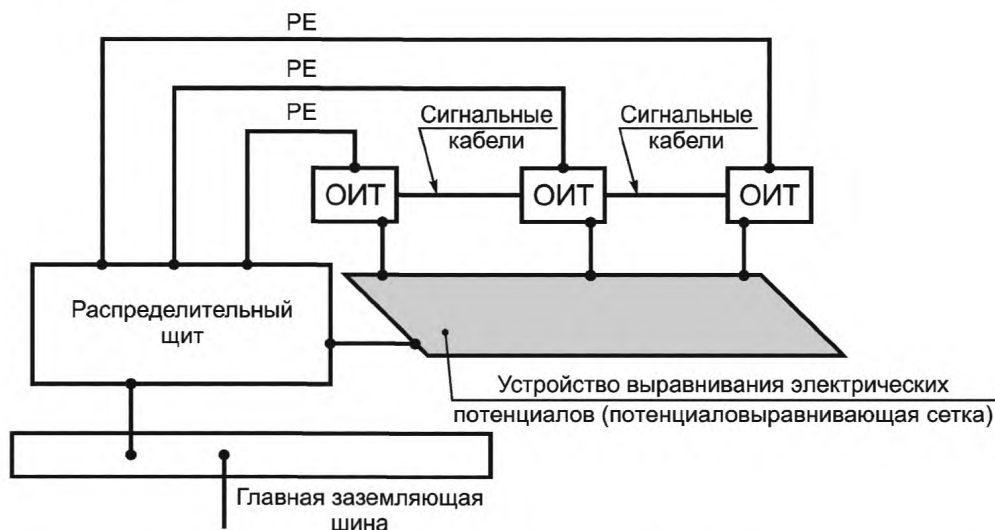 PE
PE
PE
Сигнальные
кабели
Сигнальные
кабели
ОИТ
ОИТ
ОИТ
Распределительный
щит
Устройство выравнивания электрических
потенциалов (потенциаловыравнивающая сетка)
Главная заземляющая
шина